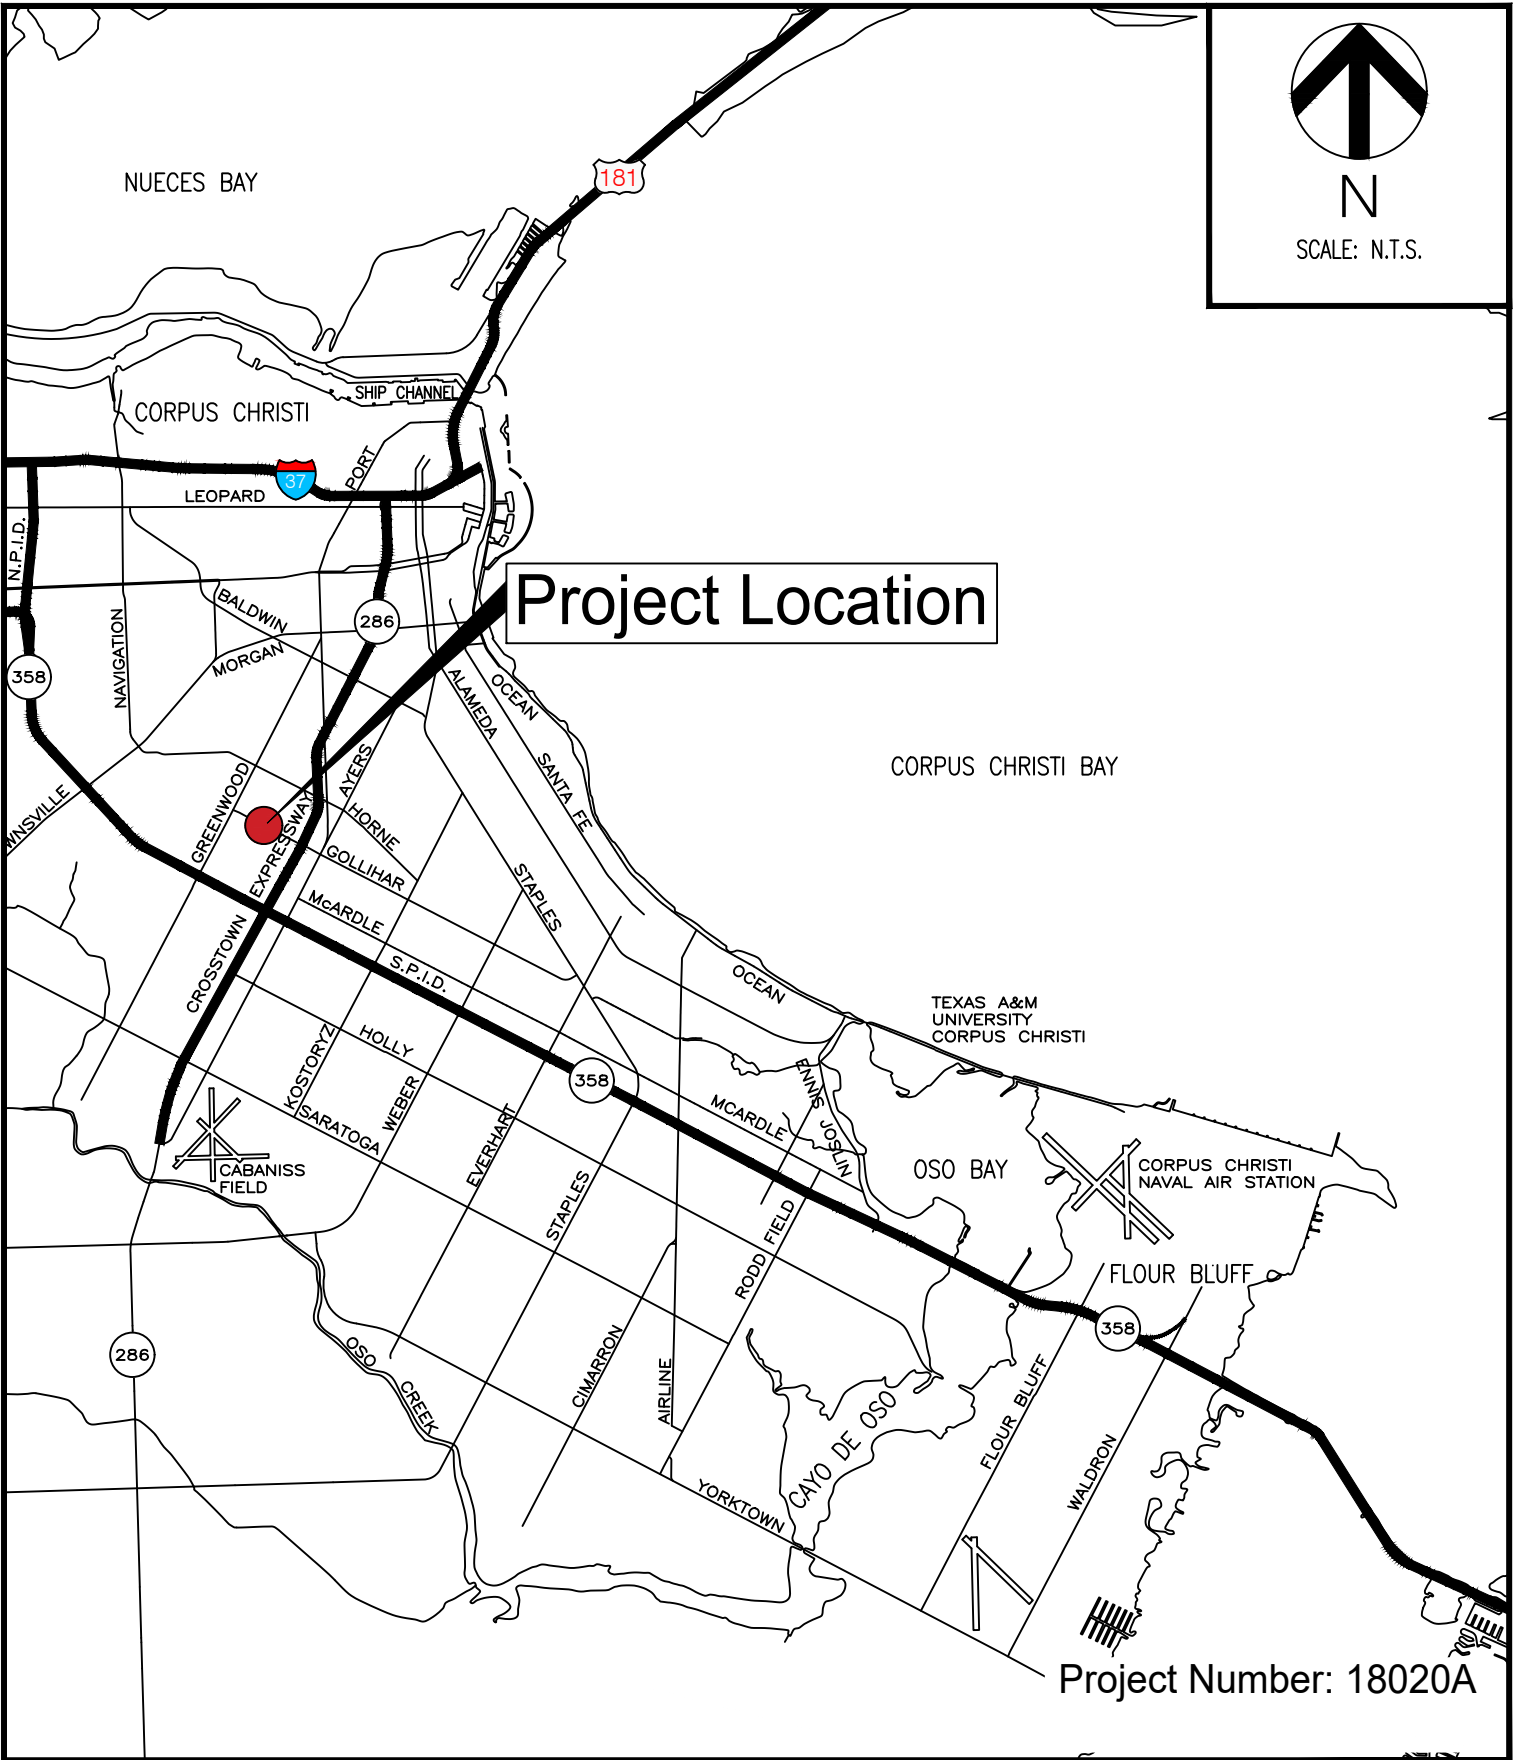 N
SCALE: N.T.S.
NUECES BAY
181
SHIP CHANNEL
CORPUS CHRISTI
PORT
37
LEOPARD
N.P.I.D.
Project Location
BALDWIN
286
NAVIGATION
MORGAN
358
ALAMEDA
OCEAN
SANTA FE
CORPUS CHRISTI BAY
AYERS
GREENWOOD
WNSVILLE
HORNE
EXPRESSWAY
GOLLIHAR
STAPLES
McARDLE
CROSSTOWN
S.P.I.D.
OCEAN
TEXAS A&M
UNIVERSITY
CORPUS CHRISTI
KOSTORYZ
HOLLY
358
WEBER
ENNIS JOSLIN
MCARDLE
SARATOGA
EVERHART
CABANISS
FIELD
OSO BAY
CORPUS CHRISTI
NAVAL AIR STATION
STAPLES
RODD FIELD
FLOUR BLUFF
358
286
OSO
CREEK
CIMARRON
AIRLINE
CAYO DE OSO
FLOUR BLUFF
WALDRON
YORKTOWN
Project Number: 18020A